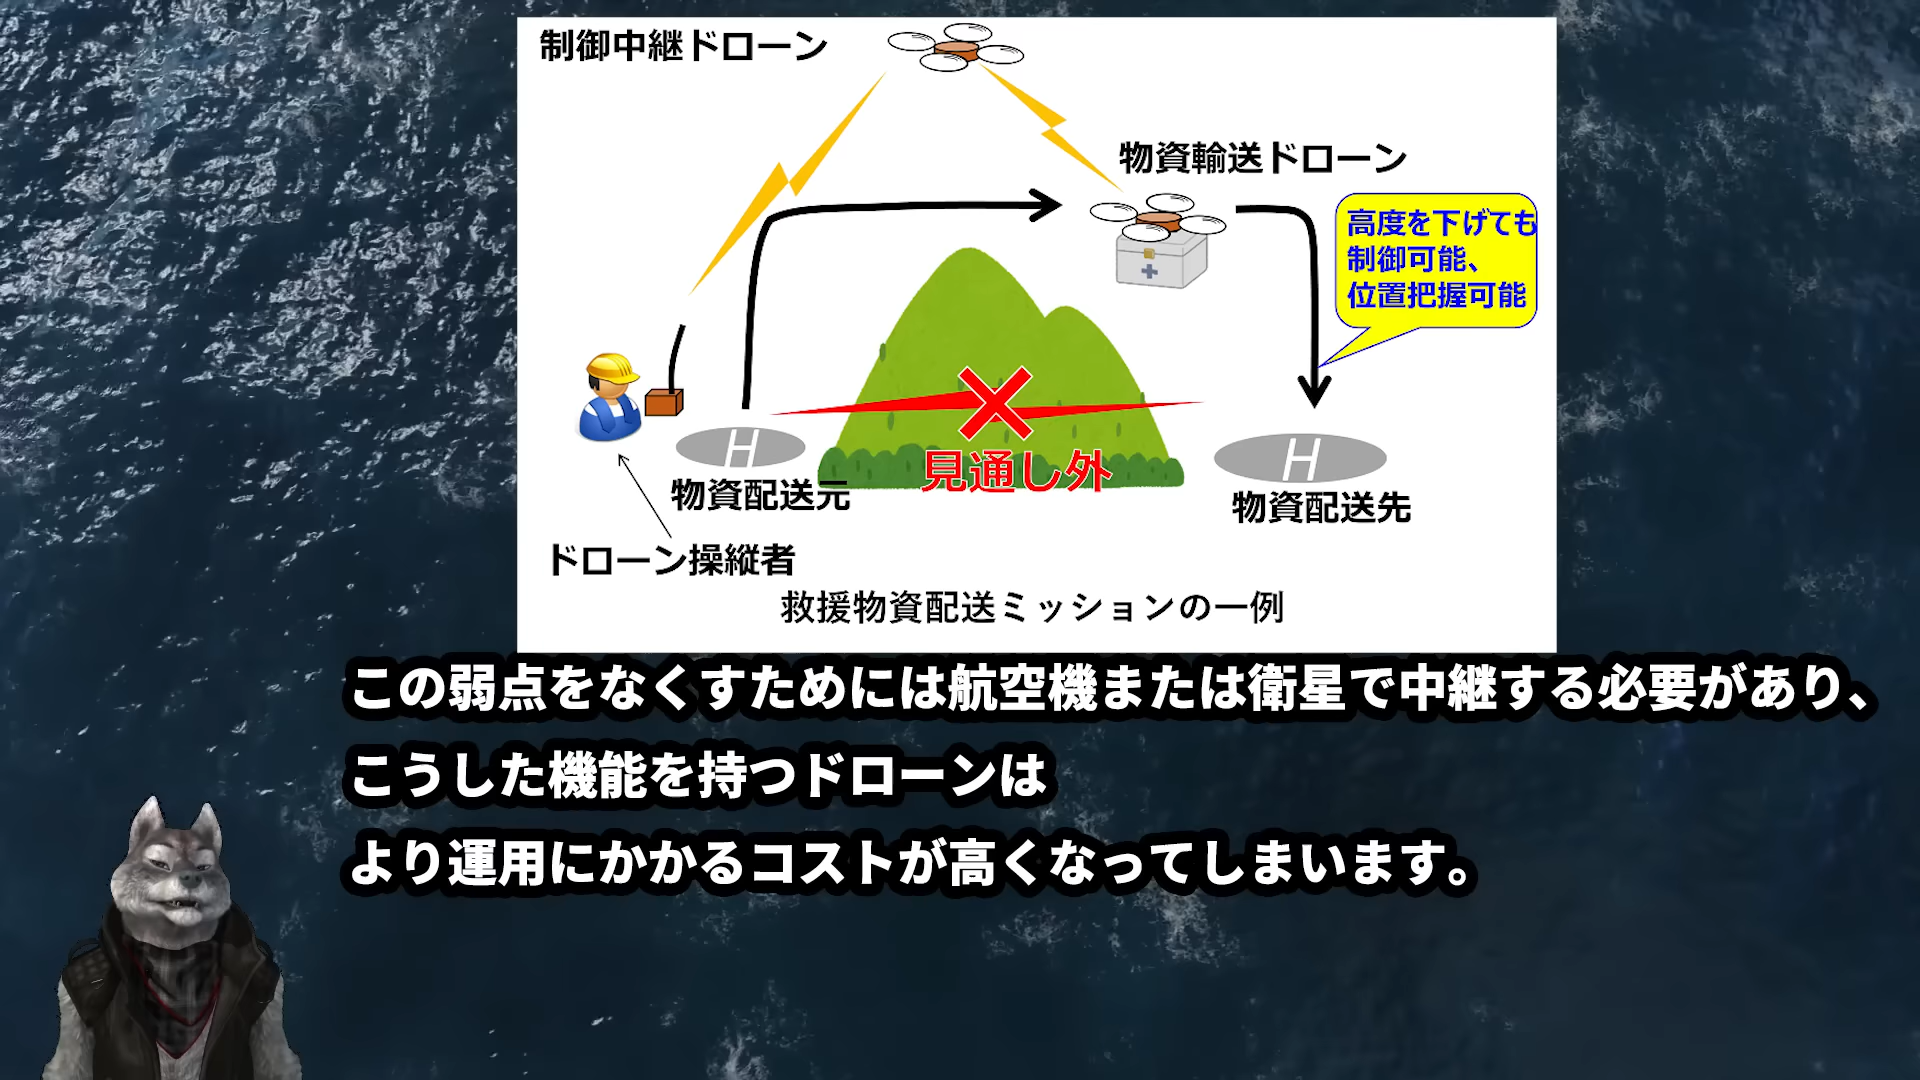 制御中継ドローン
物資輸送ドローン
高度を下げても
制御可能、
位置把握可能
見通し外
物資配送元
物資配送先
ドローン操縦者
救援物資配送ミッションの一例
この弱点をなくすためには航空機または衛星で中継する必要があり、
こうした機能を持つドローンは
より運用にかかるコストが高くなってしまいます。
H
H